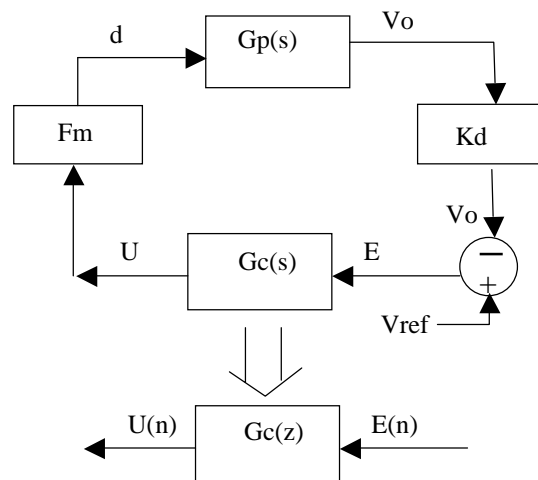 d
Gp(s)
Vo
Fm
Kd
Vo
U
Gc(s)
E
Vref
U(n)
Gc(z)
E(n)